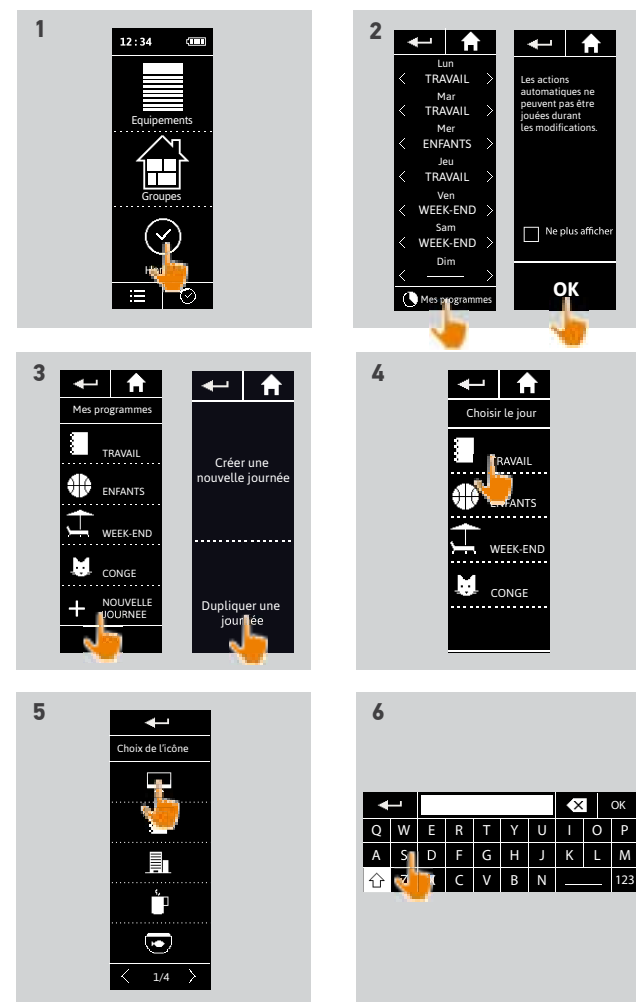 1
12:34
Equipements
Groupes
2
Lun
TRAVAIL
Mar
TRAVAIL
Mer
ENFANTS
Jeu
TRAVAIL
Ven
WEEK-END
Sam
WEEK-END
Dim
Mes programmes
Les actions
automatiques ne
peuvent pas être
jouées durant
les modifications.
Ne plus afficher
OK
3
Mes programmes
TRAVAIL
ENFANTS
WEEK-END
CONGE
+ NOUVELLE
JOURNEE
Créer une
nouvelle journée
Dupliquer une
journée
4
Choisir le jour
TRAVAIL
ENFANTS
WEEK-END
CONGE
5
Choix de l'icône
< 1/4 >
6
OK
Q W E R T Y U I O P
A S D F G H J K L M
C V B N 123